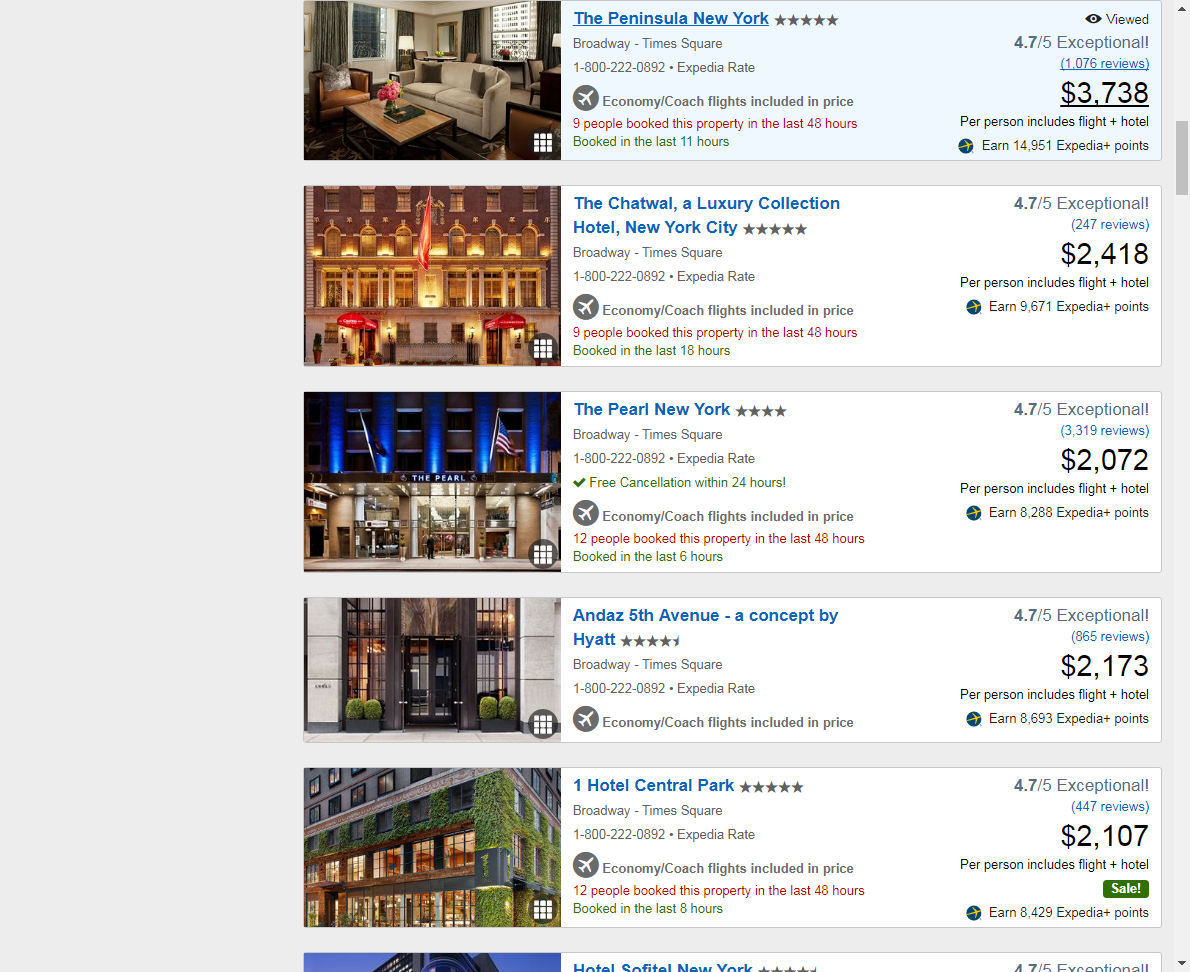 The Peninsula New York
Viewed
Broadway - Times Square
4.7/5 Exceptional!
1-800-222-0892 • Expedia Rate
(1,076 reviews)
$3,738
Economy/Coach flights included in price
Per person includes flight + hotel
9 people booked this property in the last 48 hours
Booked in the last 11 hours
Earn 14,951 Expedia+ points
The Chatwal, a Luxury Collection
Hotel, New York City
4.7/5 Exceptional!
(247 reviews)
Broadway - Times Square
$2,418
1-800-222-0892 • Expedia Rate
Per person includes flight + hotel
Economy/Coach flights included in price
Earn 9,671 Expedia+ points
9 people booked this property in the last 48 hours
Booked in the last 18 hours
THE PEARL
The Pearl New York
4.7/5 Exceptional!
Broadway - Times Square
(3,319 reviews)
1-800-222-0892 • Expedia Rate
$2,072
Free Cancellation within 24 hours!
Per person includes flight + hotel
Economy/Coach flights included in price
Earn 8,288 Expedia+ points
12 people booked this property in the last 48 hours
Booked in the last 6 hours
Andaz 5th Avenue - a concept by
Hyatt
4.7/5 Exceptional!
(865 reviews)
Broadway - Times Square
$2,173
1-800-222-0892 • Expedia Rate
Per person includes flight + hotel
Economy/Coach flights included in price
Earn 8,693 Expedia+ points
1 Hotel Central Park
4.7/5 Exceptional!
Broadway - Times Square
(447 reviews)
1-800-222-0892 • Expedia Rate
$2,107
Economy/Coach flights included in price
Per person includes flight + hotel
12 people booked this property in the last 48 hours
Sale!
Booked in the last 8 hours
Earn 8,429 Expedia+ points
Hotel Sofitel New York
4.7/5 Exceptional!